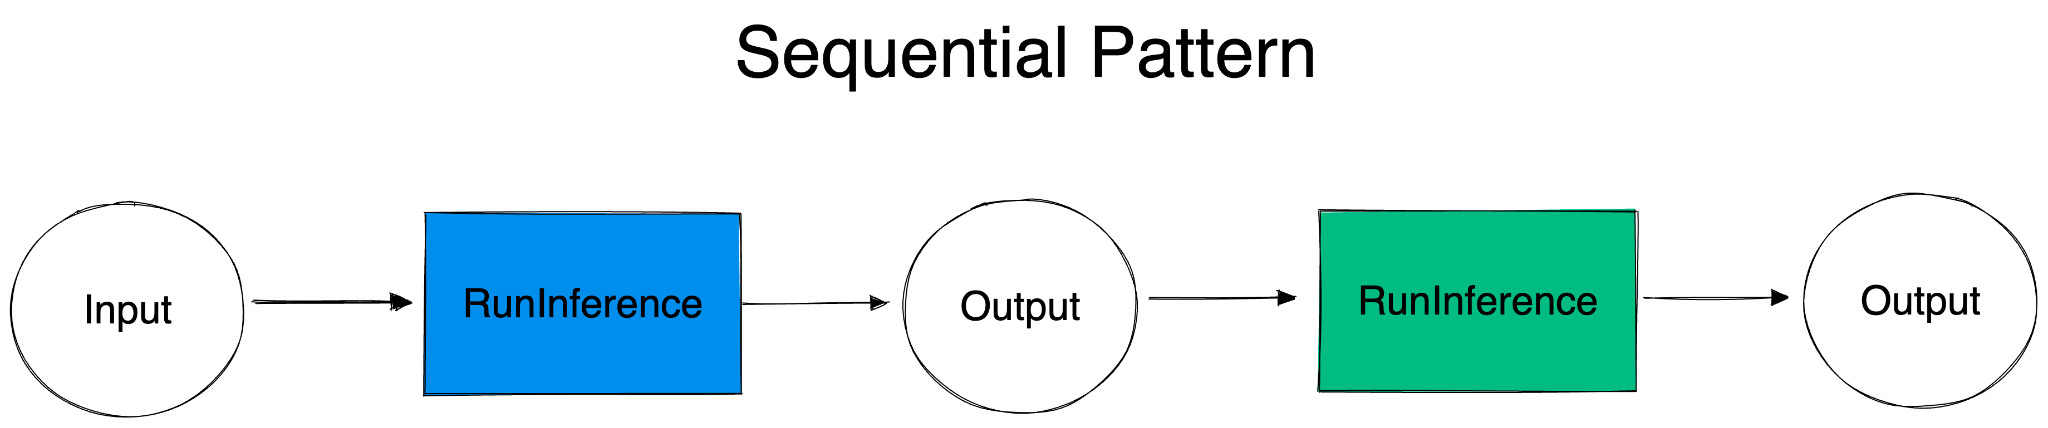 Sequential Pattern
Input
RunInference
Output
RunInference
Output